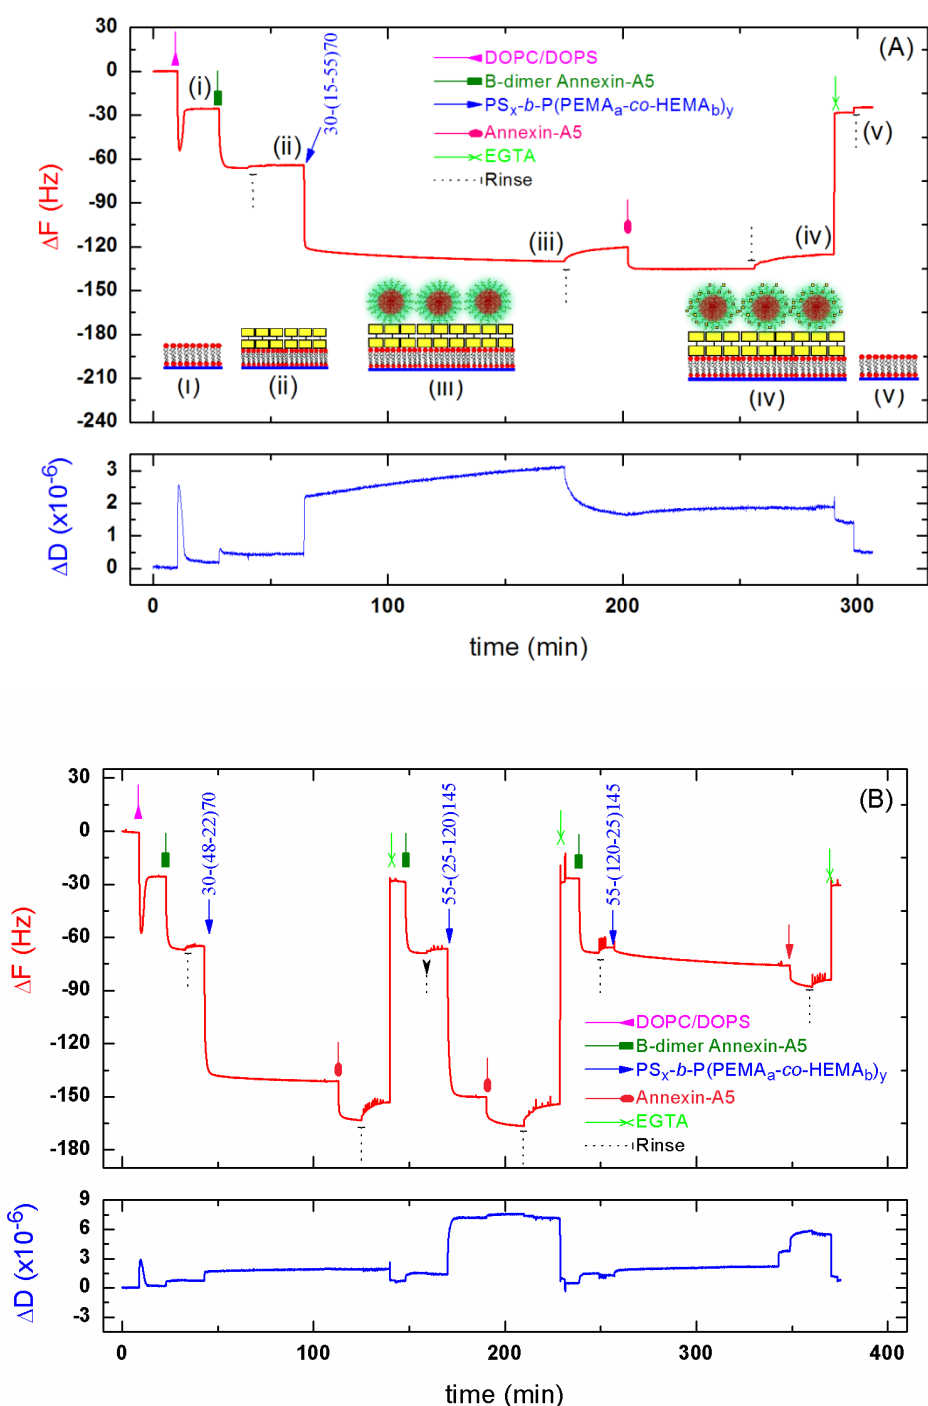 (A)
30
0
-30
-60
-90
-120
-150
-180
-210
-240
ΔF (Hz)
30-(15-55)70
DOPC/DOPS
B-dimer Annexin-A5
PSx-b-P(PEMAa-co-HEMAb)y
Annexin-A5
EGTA
Rinse
(i)
(ii)
(iii)
(iv)
(v)
(I)
(ii)
(III)
(ıv)
(v)
3
2
1
0
ΔD (x10-6)
0 100 200 300
time (min)
(B)
30
0
-30
-60
-90
-120
-150
-180
ΔF (Hz)
30-(48-22)70
55-(25-120)145
55-(120-25)145
DOPC/DOPS
B-dimer Annexin-A5
PSx-b-P(PEMAa-co-HEMAb)y
Annexin-A5
EGTA
Rinse
9
6
3
0
-3
ΔD (x10-6)
0 100 200 300 400
time (min)